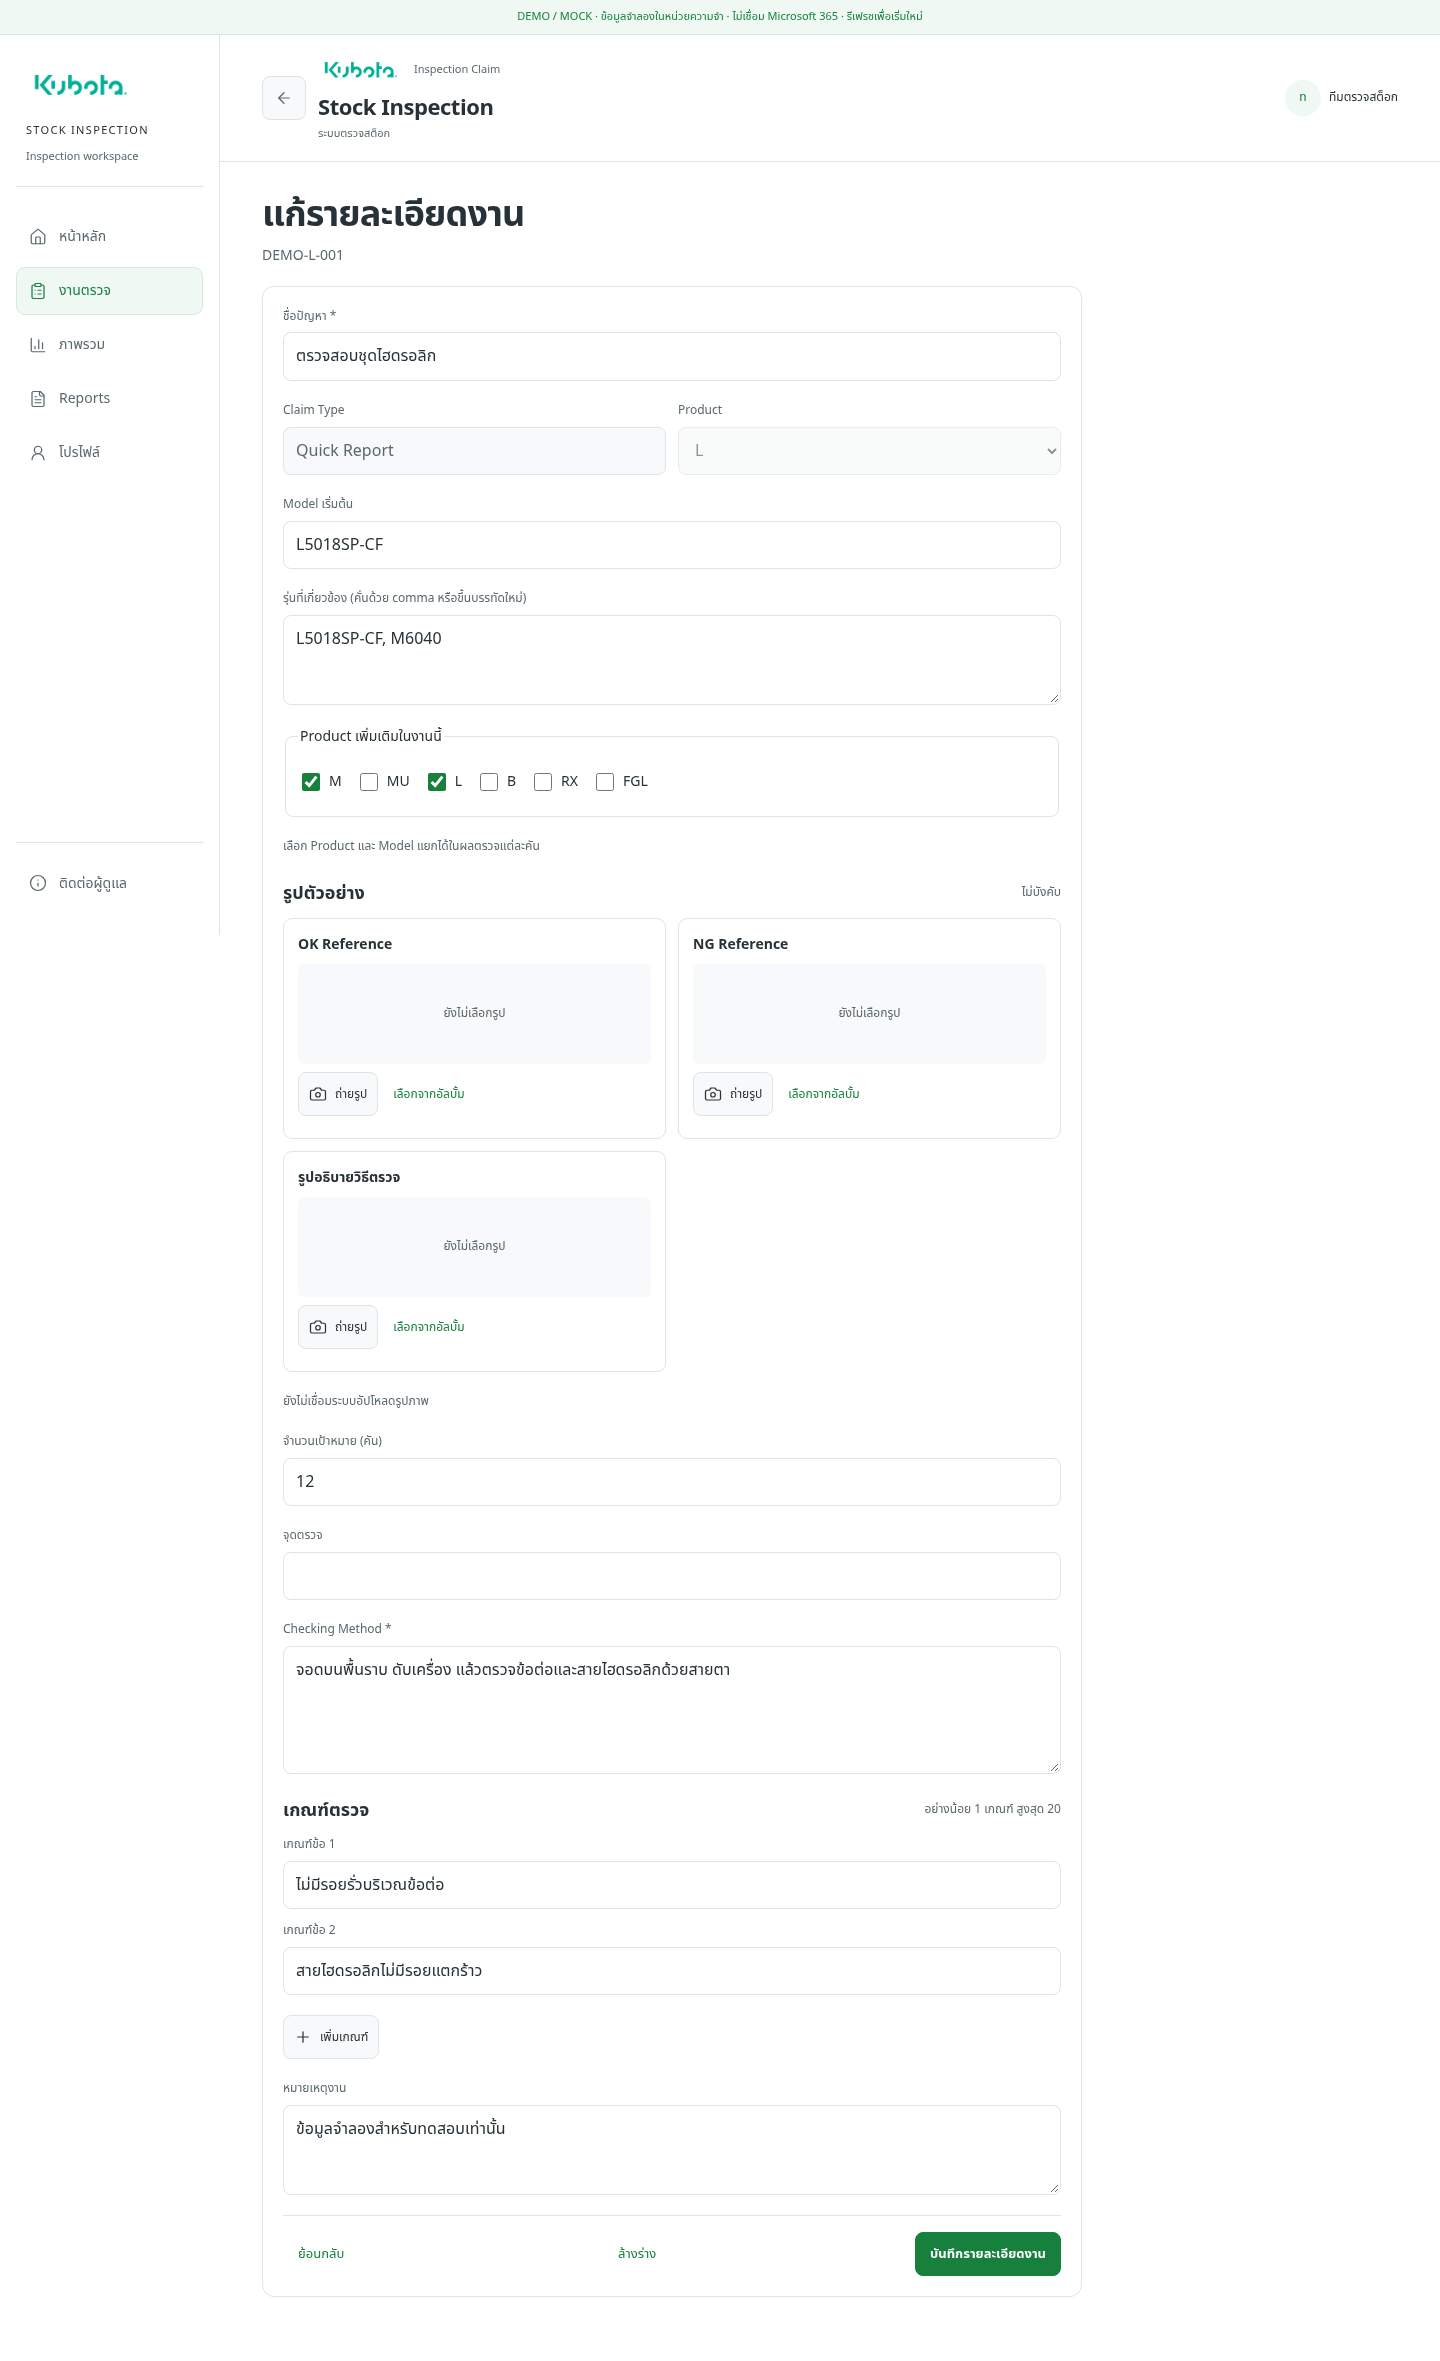 DEMO / MOCK · ข้อมูลจำลองในหน่วยความจำ · ไม่เชื่อม Microsoft 365 · รีเฟรชเพื่อเริ่มใหม่
Kubota
STOCK INSPECTION
Inspection workspace
หน้าหลัก
งานตรวจ
ภาพรวม
Reports
โปรไฟล์
ติดต่อผู้ดูแล
Kubota Inspection Claim
Stock Inspection
ระบบตรวจสต็อก
ท ทีมตรวจสต็อก
แก้รายละเอียดงาน
DEMO-L-001
ชื่อปัญหา *
ตรวจสอบชุดไฮดรอลิก
Claim Type Product
Quick Report L
Model เริ่มต้น
L5018SP-CF
รุ่นที่เกี่ยวข้อง (คั่นด้วย comma หรือขึ้นบรรทัดใหม่)
L5018SP-CF, M6040
Product เพิ่มเติมในงานนี้
M MU L B RX FGL
เลือก Product และ Model แยกได้ในผลตรวจแต่ละคัน
รูปตัวอย่าง ไม่บังคับ
OK Reference NG Reference
ยังไม่เลือกรูป ยังไม่เลือกรูป
ถ่ายรูป เลือกจากอัลบั้ม ถ่ายรูป เลือกจากอัลบั้ม
รูปอธิบายวิธีตรวจ
ยังไม่เลือกรูป
ถ่ายรูป เลือกจากอัลบั้ม
ยังไม่เชื่อมระบบอัปโหลดรูปภาพ
จำนวนเป้าหมาย (คัน)
12
จุดตรวจ
Checking Method *
จอดบนพื้นราบ ดับเครื่อง แล้วตรวจข้อต่อและสายไฮดรอลิกด้วยสายตา
เกณฑ์ตรวจ อย่างน้อย 1 เกณฑ์ สูงสุด 20
เกณฑ์ข้อ 1
ไม่มีรอยรั่วบริเวณข้อต่อ
เกณฑ์ข้อ 2
สายไฮดรอลิกไม่มีรอยแตกร้าว
เพิ่มเกณฑ์
หมายเหตุงาน
ข้อมูลจำลองสำหรับทดสอบเท่านั้น
ย้อนกลับ ล้างร่าง บันทึกรายละเอียดงาน